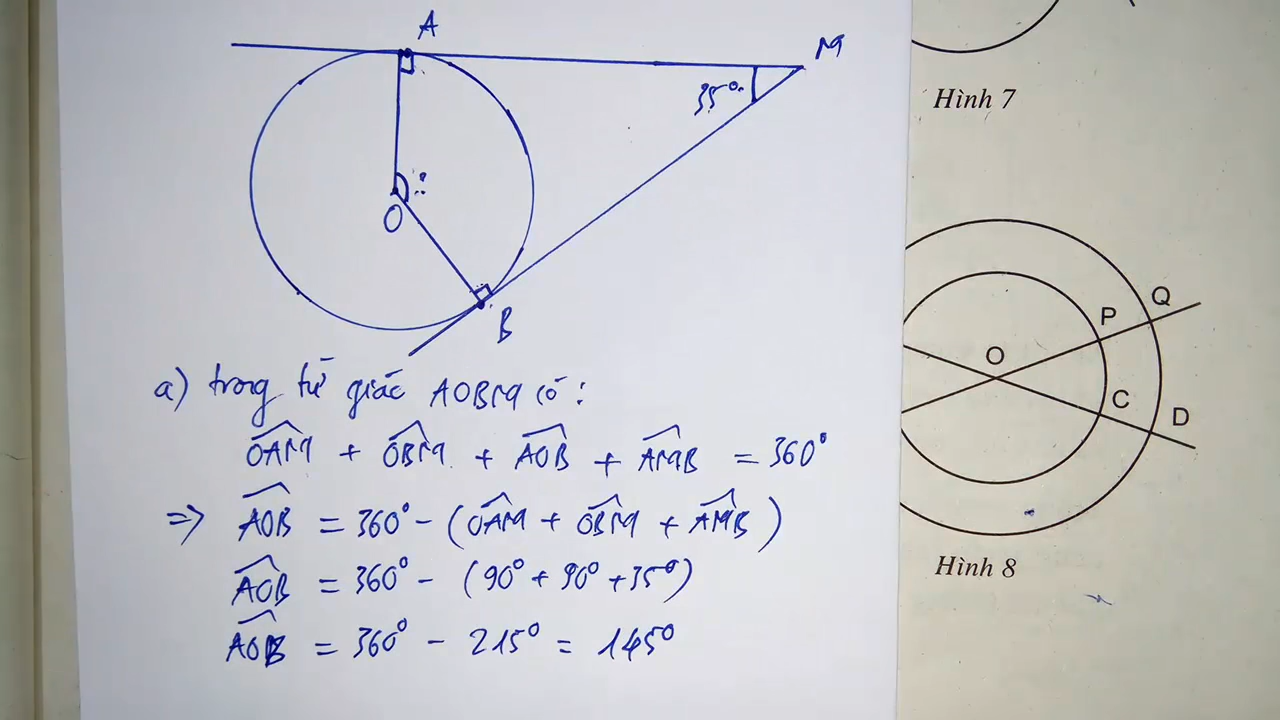 A
M
35°
O
B
a) trong tứ giác AOBM có:
OAM + OBM + AOB + AMB = 360°
=> AOB = 360° - (OAM + OBM + AMB)
AOB = 360° - (90° + 90° + 35°)
AOB = 360° - 215° = 145°
Hình 7
Q
P
O
C
D
Hình 8